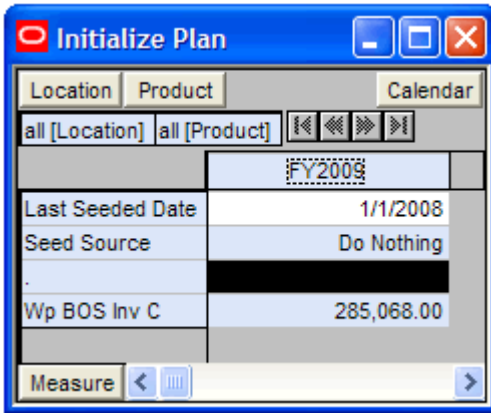 Initialize Plan
Location Product Calendar
all [Location] all [Product]
FY2009
Last Seeded Date 1/1/2008
Seed Source Do Nothing
.
Wp BOS Inv C 285,068.00
Measure